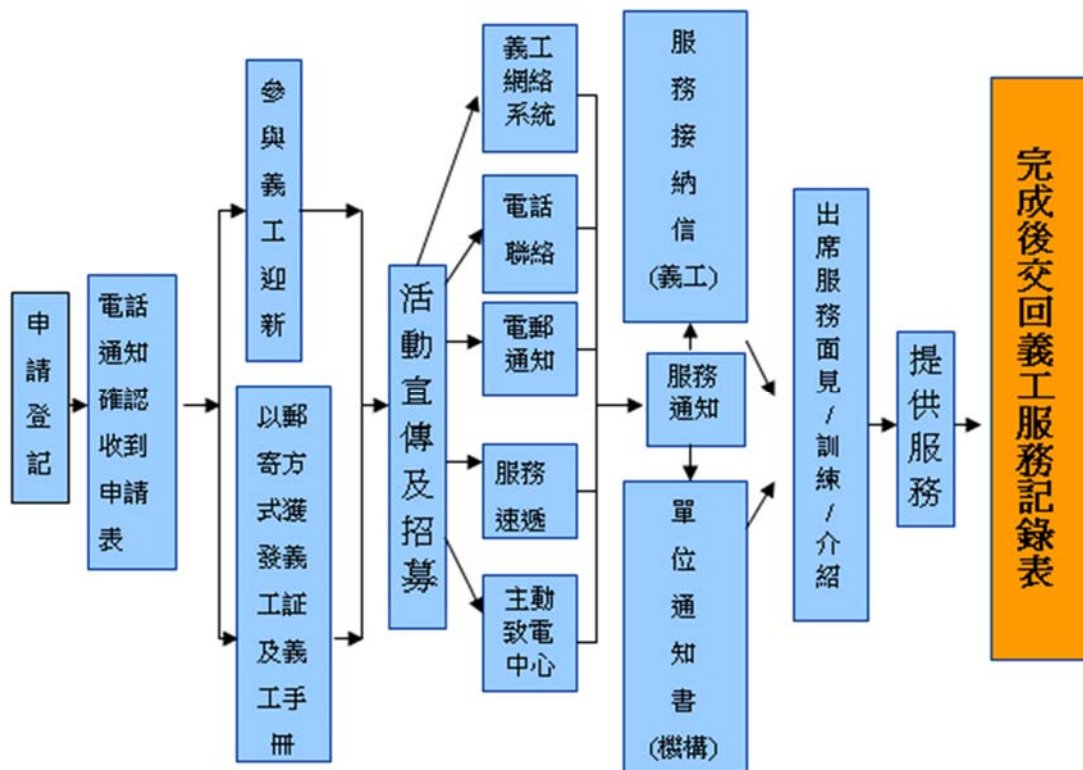 申請登記
電話
通知
確認
收到
申請
表
參與義工迎新
以郵
寄方
式獲
發義
工証
及義
工手
冊
活動宣傳及招募
義工
網絡
系統
電話
聯絡
電郵
通知
服務
速遞
主動
致電
中心
服務接納信
(義工)
服務
通知
單位通知書
(機構)
出席服務面見/訓練/介紹
提供服務
完成後交回義工服務記錄表